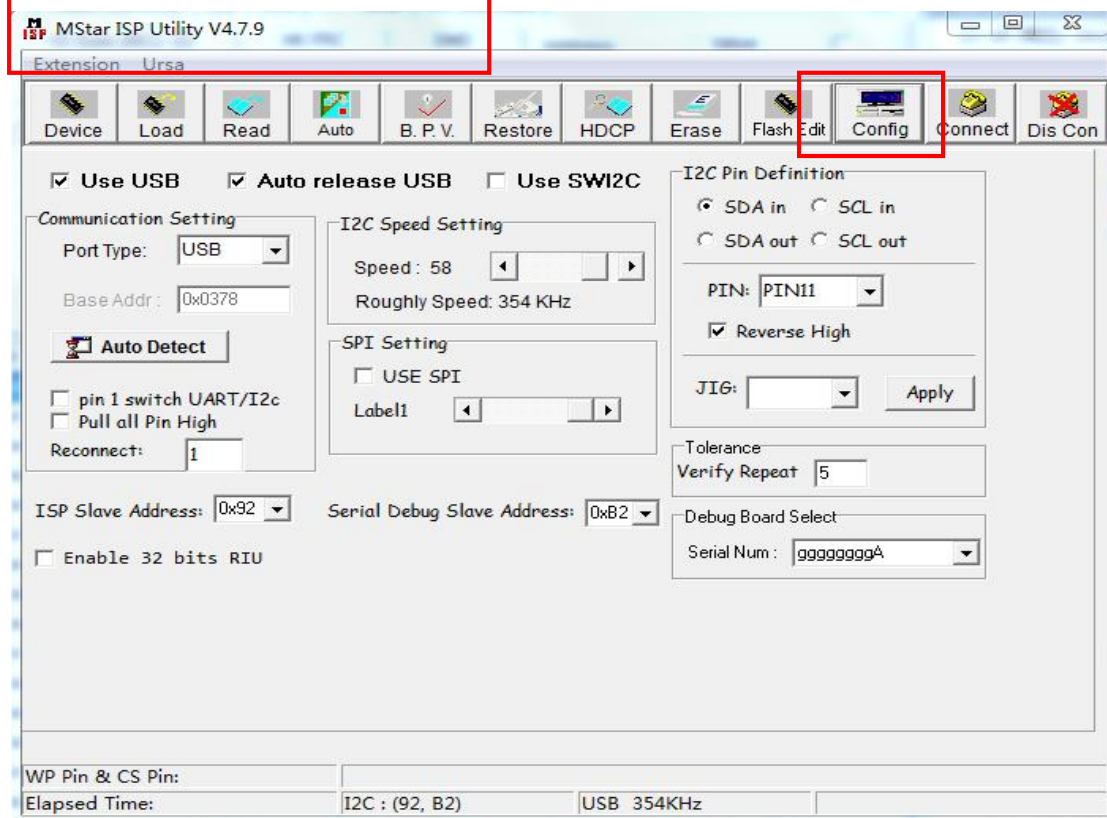 MStar ISP Utility V4.7.9
Extension Ursa
Device Load Read Auto B. P. V. Restore HDCP Erase Flash Edit Config Connect Dis Con
Use USB Auto release USB Use SWI2C
Communication Setting
Port Type: USB
Base Addr : 0x0378
Auto Detect
pin 1 switch UART/I2c
Pull all Pin High
Reconnect: 1
I2C Speed Setting
Speed : 58
Roughly Speed: 354 KHz
SPI Setting
USE SPI
Label1
I2C Pin Definition
SDA in SCL in
SDA out SCL out
PIN: PIN11
Reverse High
JIG: Apply
Tolerance
Verify Repeat 5
ISP Slave Address: 0x92
Serial Debug Slave Address: 0xB2
Debug Board Select
Serial Num : ggggggggA
Enable 32 bits RIU
WP Pin & CS Pin:
Elapsed Time: I2C : (92, B2) USB 354KHz